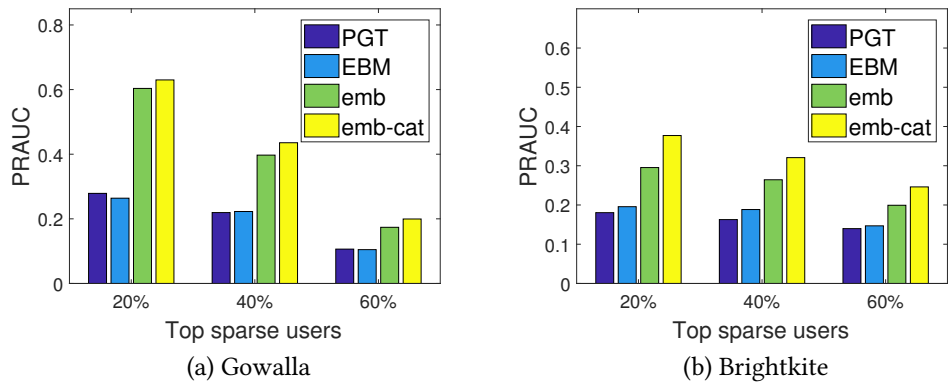 0.8
0.6
0.4
0.2
0
PRAUC
PGT
EBM
emb
emb-cat
20%
40%
60%
Top sparse users
(a) Gowalla
0.6
0.5
0.4
0.3
0.2
0.1
0
PRAUC
PGT
EBM
emb
emb-cat
20%
40%
60%
Top sparse users
(b) Brightkite